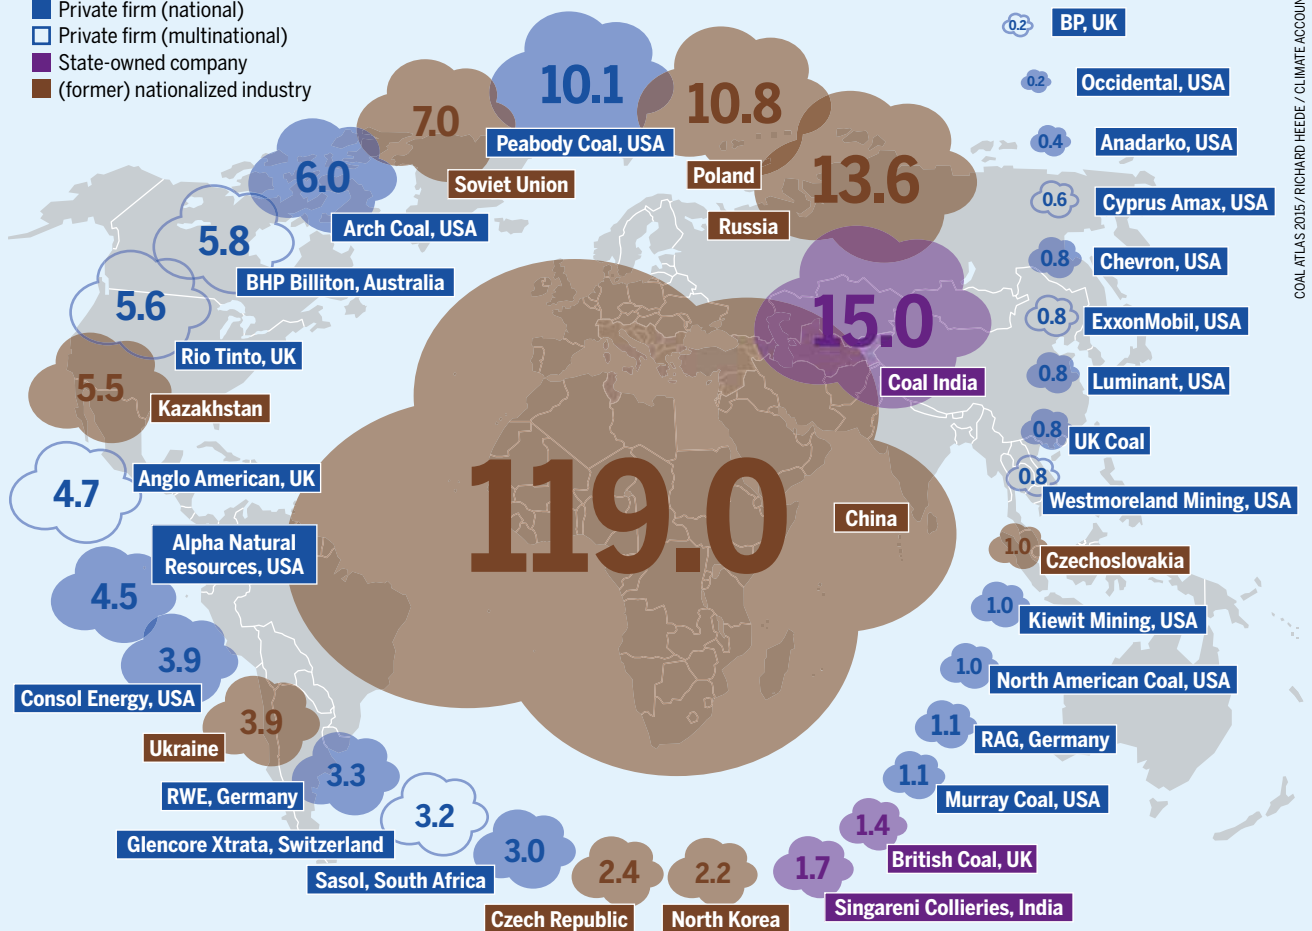 Private firm (national)
Private firm (multinational)
State-owned company
(former) nationalized industry
119.0
China
15.0
Coal India
13.6
Russia
10.8
Poland
10.1
Peabody Coal, USA
7.0
Soviet Union
6.0
Arch Coal, USA
5.8
BHP Billiton, Australia
5.6
Rio Tinto, UK
5.5
Kazakhstan
4.7
Anglo American, UK
4.5
Alpha Natural
Resources, USA
3.9
Consol Energy, USA
3.9
Ukraine
3.3
RWE, Germany
3.2
Glencore Xtrata, Switzerland
3.0
Sasol, South Africa
2.4
Czech Republic
2.2
North Korea
1.7
Singareni Collieries, India
1.4
British Coal, UK
1.1
Murray Coal, USA
1.1
RAG, Germany
1.0
North American Coal, USA
1.0
Kiewit Mining, USA
1.0
Czechoslovakia
0.8
Westmoreland Mining, USA
0.8
UK Coal
0.8
Luminant, USA
0.8
ExxonMobil, USA
0.8
Chevron, USA
0.6
Cyprus Amax, USA
0.4
Anadarko, USA
0.2
Occidental, USA
0.2
BP, UK
COAL ATLAS 2015 / RICHARD HEEDE / CLIMATE